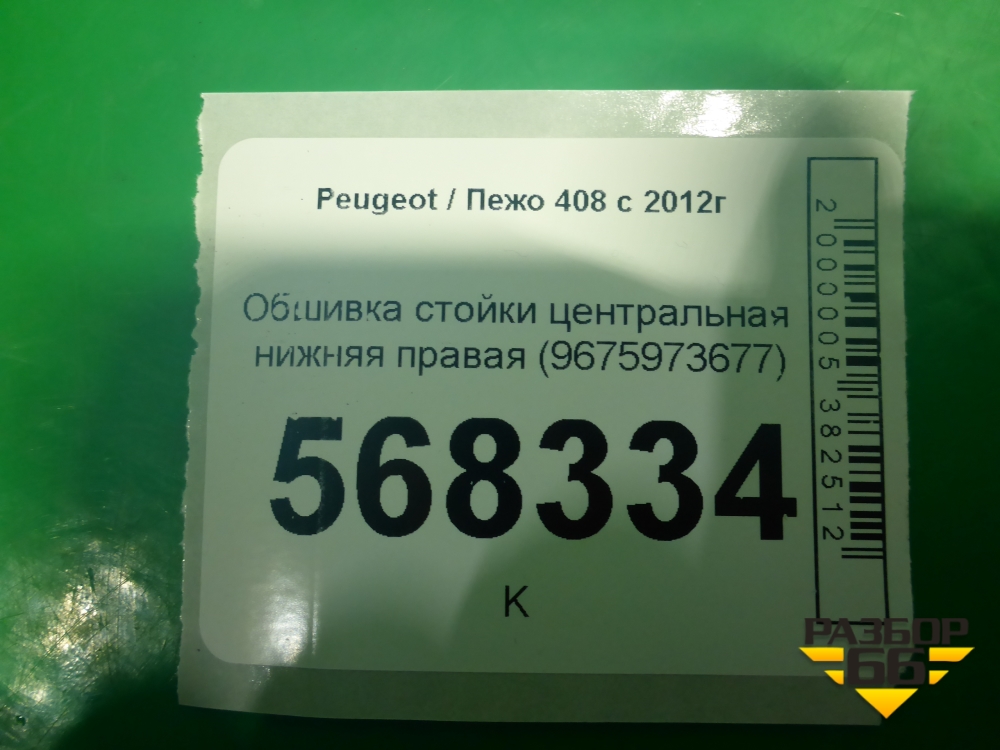 Peugeot / Пежо 408 с 2012г
Обшивка стойки центральная
нижняя правая (9675973677)
568334
К
2000005382512
РАЗБОР
66